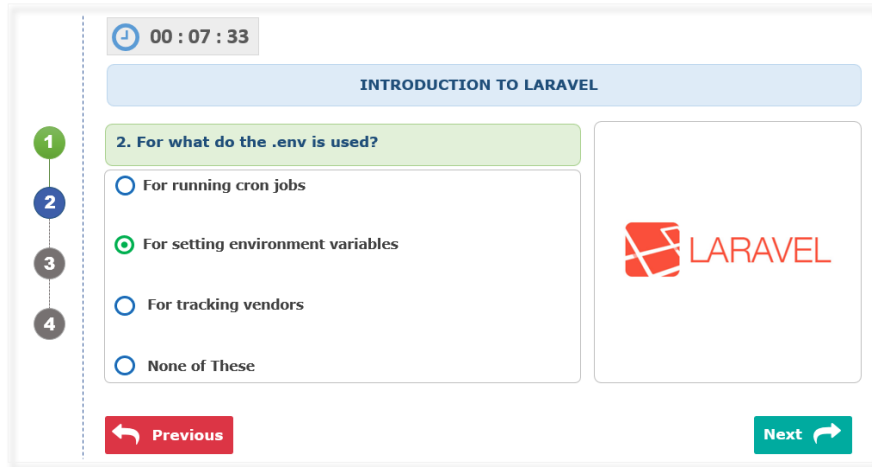 00 : 07 : 33
INTRODUCTION TO LARAVEL
1
2
3
4
2. For what do the .env is used?
For running cron jobs
For setting environment variables
For tracking vendors
None of These
LARAVEL
Previous
Next